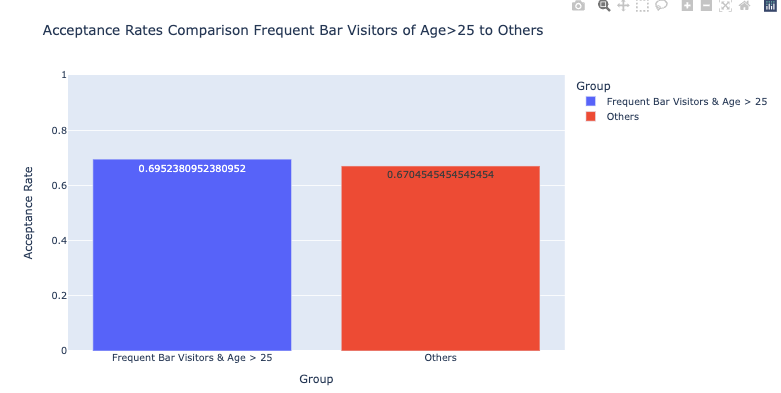 Acceptance Rates Comparison Frequent Bar Visitors of Age>25 to Others
Group
Frequent Bar Visitors & Age > 25
Others
Acceptance Rate
1
0.8
0.6
0.4
0.2
0
0.6952380952380952
0.6704545454545454
Frequent Bar Visitors & Age > 25
Others
Group